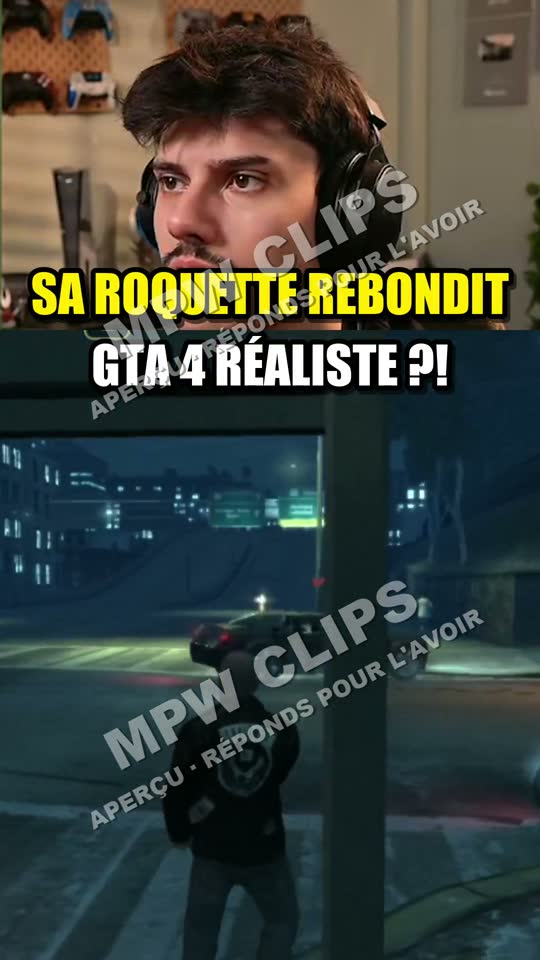 MPW CLIPS
APERÇU · RÉPONDS POUR L'AVOIR
SA ROQUETTE REBONDIT
GTA 4 RÉALISTE ?!
MPW CLIPS
APERÇU · RÉPONDS POUR L'AVOIR